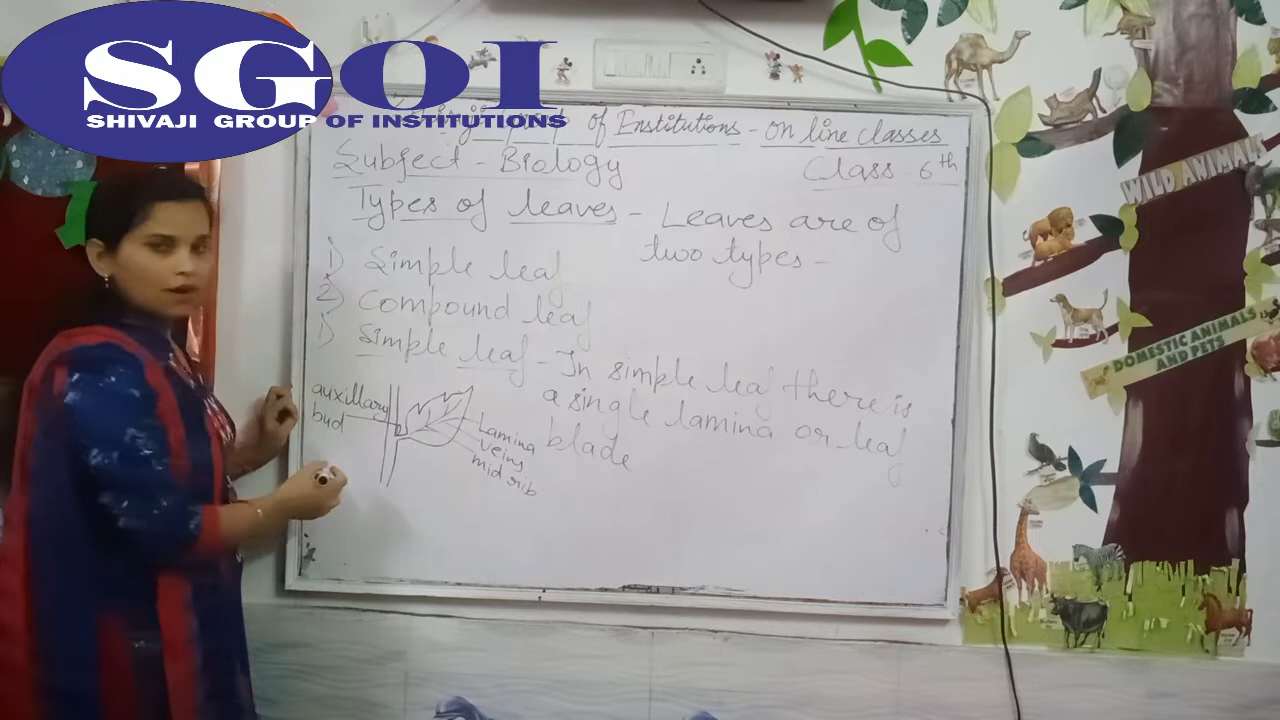 SGOI
SHIVAJI GROUP OF INSTITUTIONS
of Institutions - on line classes
Subject - Biology
Class - 6th
Types of leaves - Leaves are of
two types -
1) Simple leaf
2) Compound leaf
1) Simple leaf - In simple leaf there is
a single lamina or leaf
blade
auxillary
bud
Lamina
veins
mid rib
WILD ANIMALS
DOMESTIC ANIMALS
AND PETS